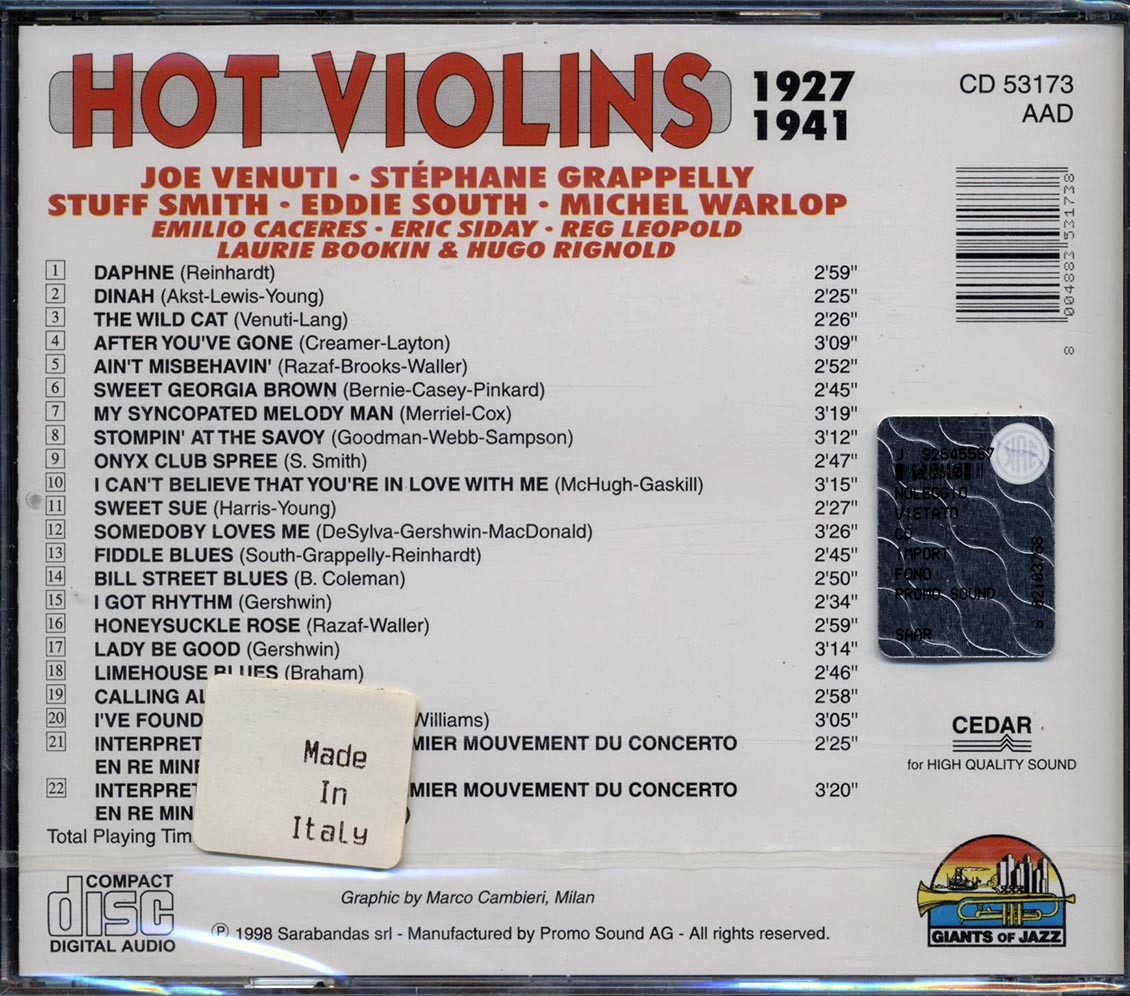 HOT VIOLINS
1927
1941
CD 53173
AAD
JOE VENUTI · STÉPHANE GRAPPELLY
STUFF SMITH · EDDIE SOUTH · MICHEL WARLOP
EMILIO CACERES · ERIC SIDAY · REG LEOPOLD
LAURIE BOOKIN & HUGO RIGNOLD
1 DAPHNE (Reinhardt) 2'59"
2 DINAH (Akst-Lewis-Young) 2'25"
3 THE WILD CAT (Venuti-Lang) 2'26"
4 AFTER YOU'VE GONE (Creamer-Layton) 3'09"
5 AIN'T MISBEHAVIN' (Razaf-Brooks-Waller) 2'52"
6 SWEET GEORGIA BROWN (Bernie-Casey-Pinkard) 2'45"
7 MY SYNCOPATED MELODY MAN (Merriel-Cox) 3'19"
8 STOMPIN' AT THE SAVOY (Goodman-Webb-Sampson) 3'12"
9 ONYX CLUB SPREE (S. Smith) 2'47"
10 I CAN'T BELIEVE THAT YOU'RE IN LOVE WITH ME (McHugh-Gaskill) 3'15"
11 SWEET SUE (Harris-Young) 2'27"
12 SOMEDOBY LOVES ME (DeSylva-Gershwin-MacDonald) 3'26"
13 FIDDLE BLUES (South-Grappelly-Reinhardt) 2'45"
14 BILL STREET BLUES (B. Coleman) 2'50"
15 I GOT RHYTHM (Gershwin) 2'34"
16 HONEYSUCKLE ROSE (Razaf-Waller) 2'59"
17 LADY BE GOOD (Gershwin) 3'14"
18 LIMEHOUSE BLUES (Braham) 2'46"
19 CALLING 2'58"
20 I'VE FOUND Williams) 3'05"
21 INTERPRET MIER MOUVEMENT DU CONCERTO 2'25"
EN RE MIN
22 INTERPRET MIER MOUVEMENT DU CONCERTO 3'20"
EN RE MIN )
Total Playing Tim
Made
In
Italy
8 004883 531738
J 92645587
NOLEGGIO
VIETATO
CD
IMPORT
FONO
PROMO SOUND
SAAR
CEDAR
for HIGH QUALITY SOUND
COMPACT
disc
DIGITAL AUDIO
Graphic by Marco Cambieri, Milan
℗ 1998 Sarabandas srl - Manufactured by Promo Sound AG - All rights reserved.
GIANTS OF JAZZ